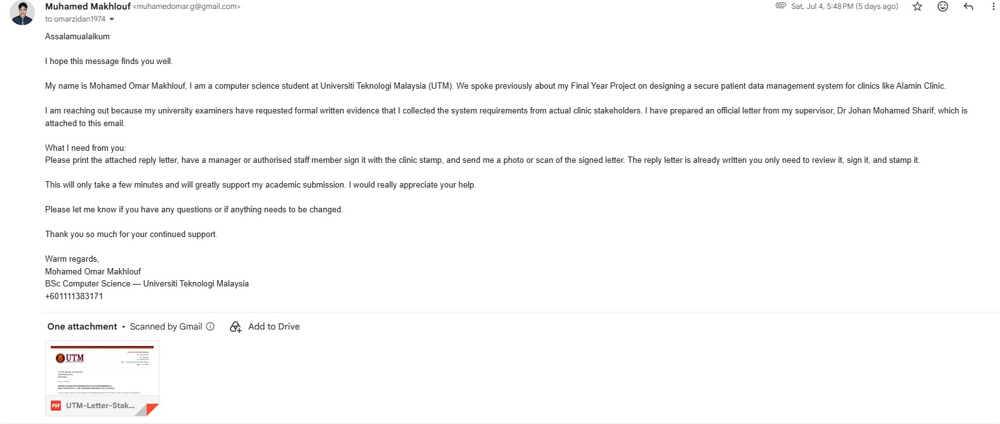 Muhamed Makhlouf <muhamedomar.g@gmail.com>
Sat, Jul 4, 5:48 PM (5 days ago)
to omarzidan1974
Assalamualaikum
I hope this message finds you well.
My name is Mohamed Omar Makhlouf, I am a computer science student at Universiti Teknologi Malaysia (UTM). We spoke previously about my Final Year Project on designing a secure patient data management system for clinics like Alamin Clinic.
I am reaching out because my university examiners have requested formal written evidence that I collected the system requirements from actual clinic stakeholders. I have prepared an official letter from my supervisor, Dr Johan Mohamed Sharif, which is
attached to this email.
What I need from you:
Please print the attached reply letter, have a manager or authorised staff member sign it with the clinic stamp, and send me a photo or scan of the signed letter. The reply letter is already written you only need to review it, sign it, and stamp it.
This will only take a few minutes and will greatly support my academic submission. I would really appreciate your help.
Please let me know if you have any questions or if anything needs to be changed.
Thank you so much for your continued support.
Warm regards,
Mohamed Omar Makhlouf
BSc Computer Science — Universiti Teknologi Malaysia
+601111383171
One attachment • Scanned by Gmail
Add to Drive
UTM
PDF
UTM-Letter-Stak...